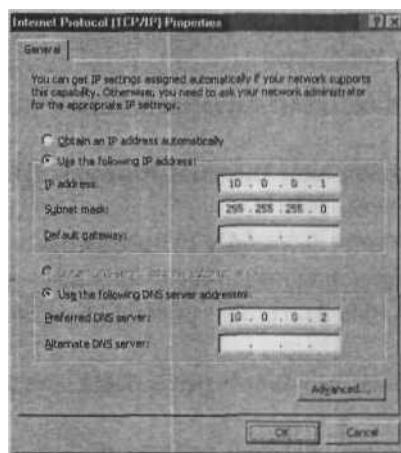 Internet Protocol (TCP/IP) Properties
General
You can get IP settings assigned automatically if your network supports
this capability. Otherwise, you need to ask your network administrator
for the appropriate IP settings.
Obtain an IP address automatically
Use the following IP address:
IP address: 10 . 0 . 0 . 1
Subnet mask: 255 . 255 . 255 . 0
Default gateway: . . .
Use the following DNS server addresses:
Preferred DNS server: 10 . 0 . 0 . 2
Alternate DNS server: . . .
Advanced...
OK Cancel